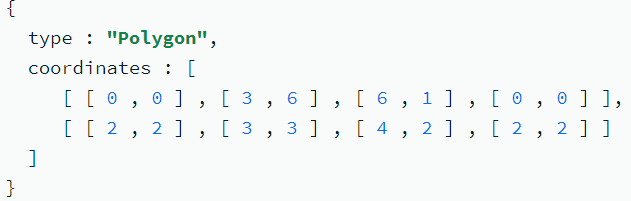 {
  type : "Polygon",
  coordinates : [
     [ [ 0 , 0 ] , [ 3 , 6 ] , [ 6 , 1 ] , [ 0 , 0 ] ],
     [ [ 2 , 2 ] , [ 3 , 3 ] , [ 4 , 2 ] , [ 2 , 2 ] ]
  ]
}